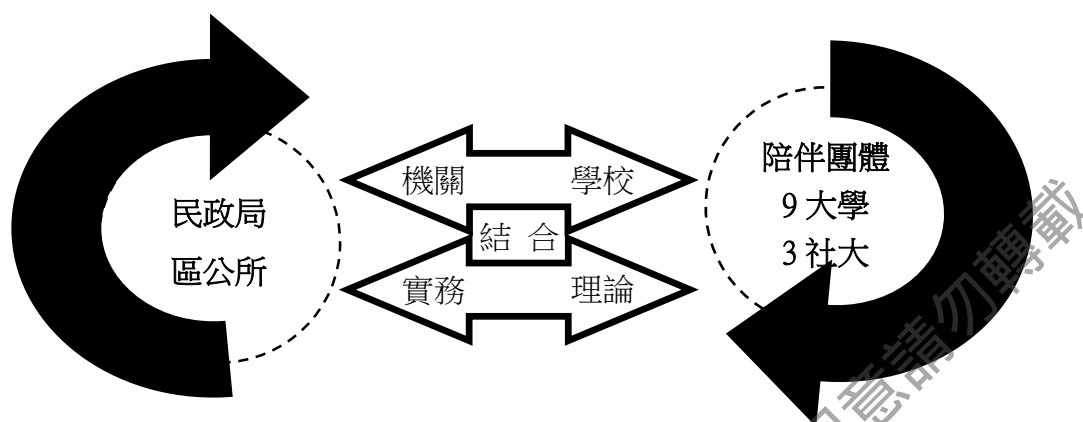 民政局
區公所
機關 學校
結 合
實務 理論
陪伴團體
9 大學
3 社大
意請勿轉載